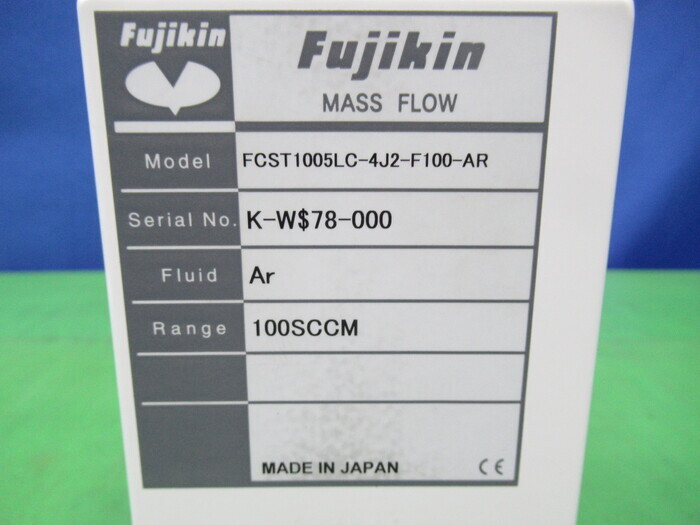 Fujikin
Fujikin
MASS FLOW
Model FCST1005LC-4J2-F100-AR
Serial No. K-W$78-000
Fluid Ar
Range 100SCCM
MADE IN JAPAN CE